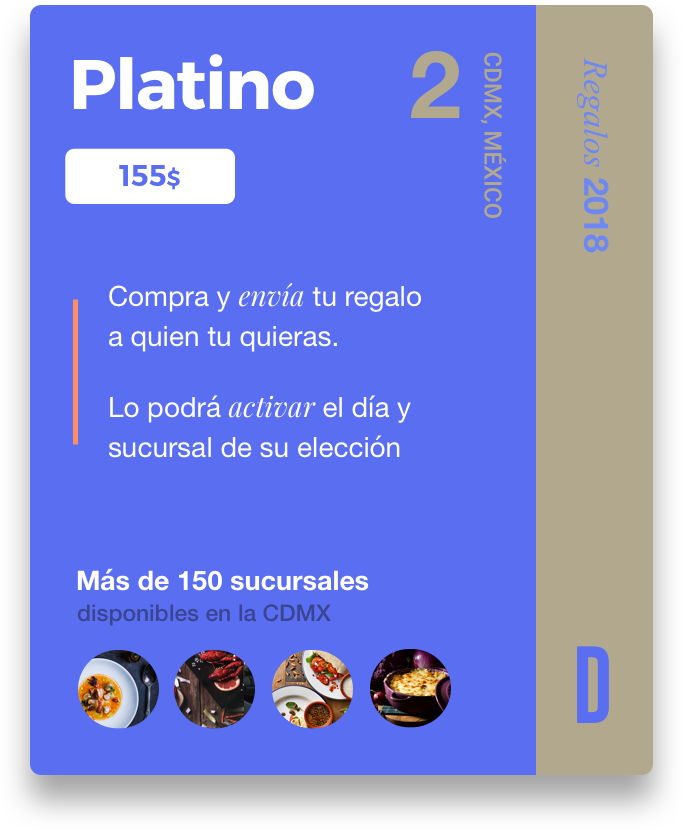 Platino
2
CDMX, MÉXICO
Regalos 2018
155$
Compra y envía tu regalo
a quien tu quieras.
Lo podrá activar el día y
sucursal de su elección
Más de 150 sucursales
disponibles en la CDMX
D